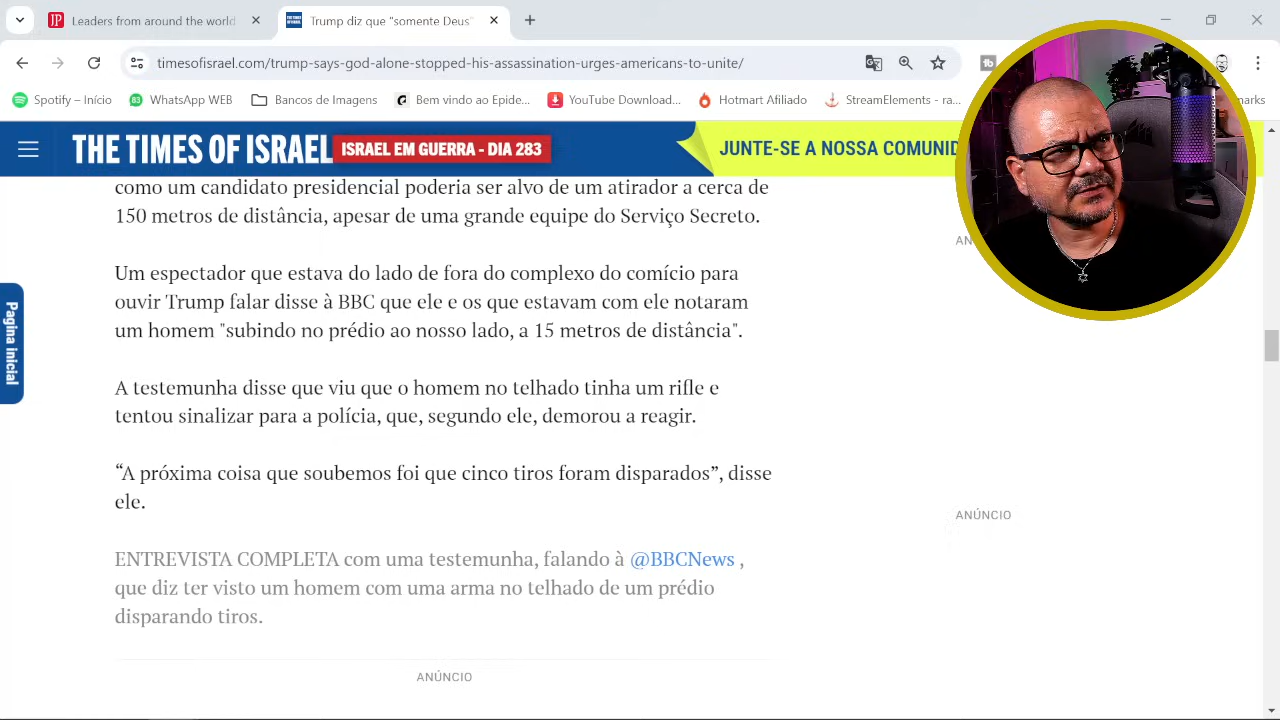 JP Leaders from around the world
THE TIMES OF ISRAEL Trump diz que "somente Deus"
timesofisrael.com/trump-says-god-alone-stopped-his-assassination-urges-americans-to-unite/
Spotify – Início
83 WhatsApp WEB
Bancos de Imagens
Bem vindo ao Epide...
YouTube Download...
Hotmart Afiliado
StreamElements - ra...
THE TIMES OF ISRAEL
ISRAEL EM GUERRA - DIA 283
JUNTE-SE A NOSSA COMUNID
como um candidato presidencial poderia ser alvo de um atirador a cerca de
150 metros de distância, apesar de uma grande equipe do Serviço Secreto.
Um espectador que estava do lado de fora do complexo do comício para
ouvir Trump falar disse à BBC que ele e os que estavam com ele notaram
um homem "subindo no prédio ao nosso lado, a 15 metros de distância".
Pagina inicial
A testemunha disse que viu que o homem no telhado tinha um rifle e
tentou sinalizar para a polícia, que, segundo ele, demorou a reagir.
“A próxima coisa que soubemos foi que cinco tiros foram disparados”, disse
ele.
ANÚNCIO
ENTREVISTA COMPLETA com uma testemunha, falando à @BBCNews ,
que diz ter visto um homem com uma arma no telhado de um prédio
disparando tiros.
ANÚNCIO